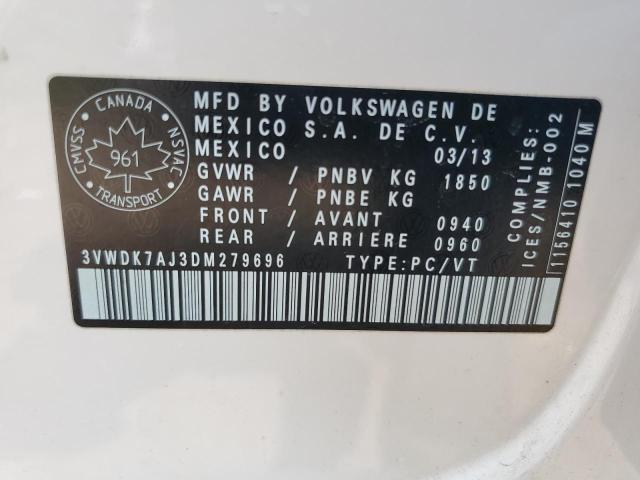 CANADA
CMVSS
NSVAC
961
TRANSPORT
MFD BY VOLKSWAGEN DE
MEXICO S.A. DE C.V.
MEXICO 03/13
GVWR / PNBV KG 1850
GAWR / PNBE KG
FRONT / AVANT 0940
REAR / ARRIERE 0960
3VWDK7AJ3DM279696 TYPE:PC/VT
COMPLIES:
ICES/NMB-002
1156410 1040 M